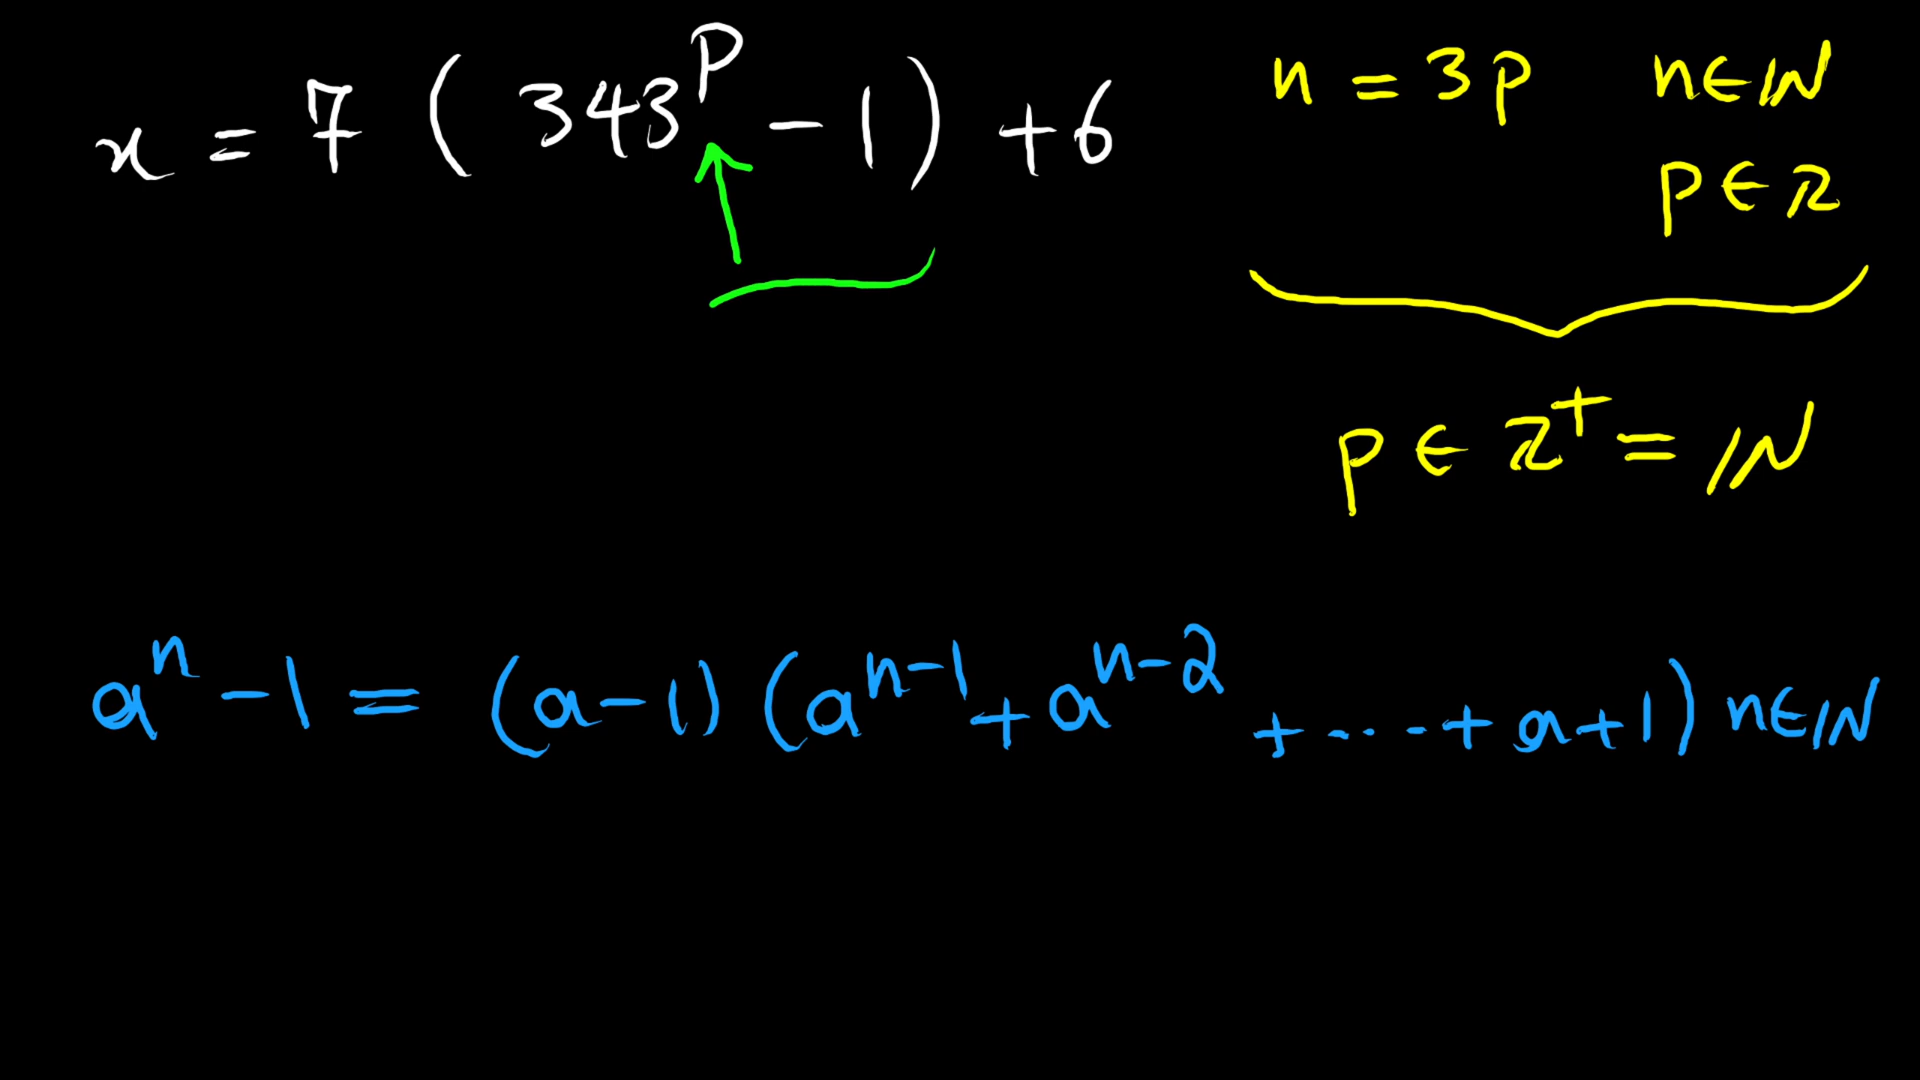 x = 7 (343^p - 1) + 6
n = 3p n∈ℕ
p∈ℤ
p∈ℤ⁺ = ℕ
a^n - 1 = (a-1)(a^{n-1} + a^{n-2} + ... + a+1) n∈ℕ